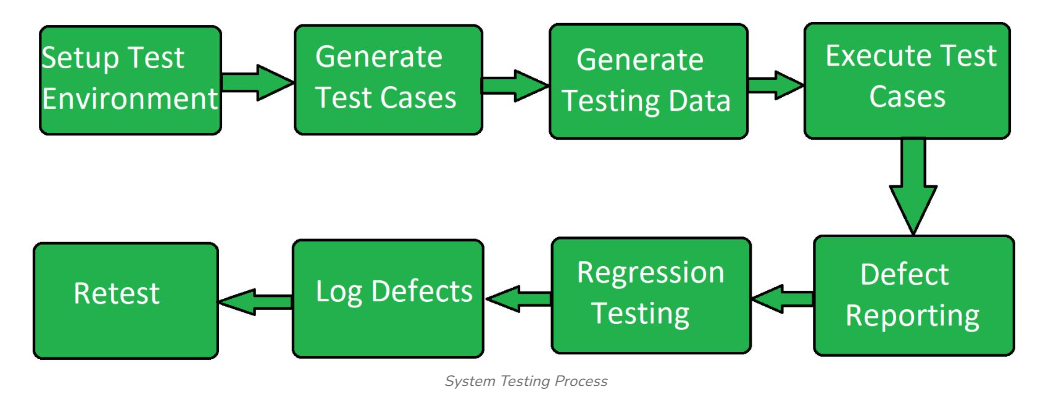 Setup Test
Environment
Generate
Test Cases
Generate
Testing Data
Execute Test
Cases
Defect
Reporting
Regression
Testing
Log Defects
Retest
System Testing Process